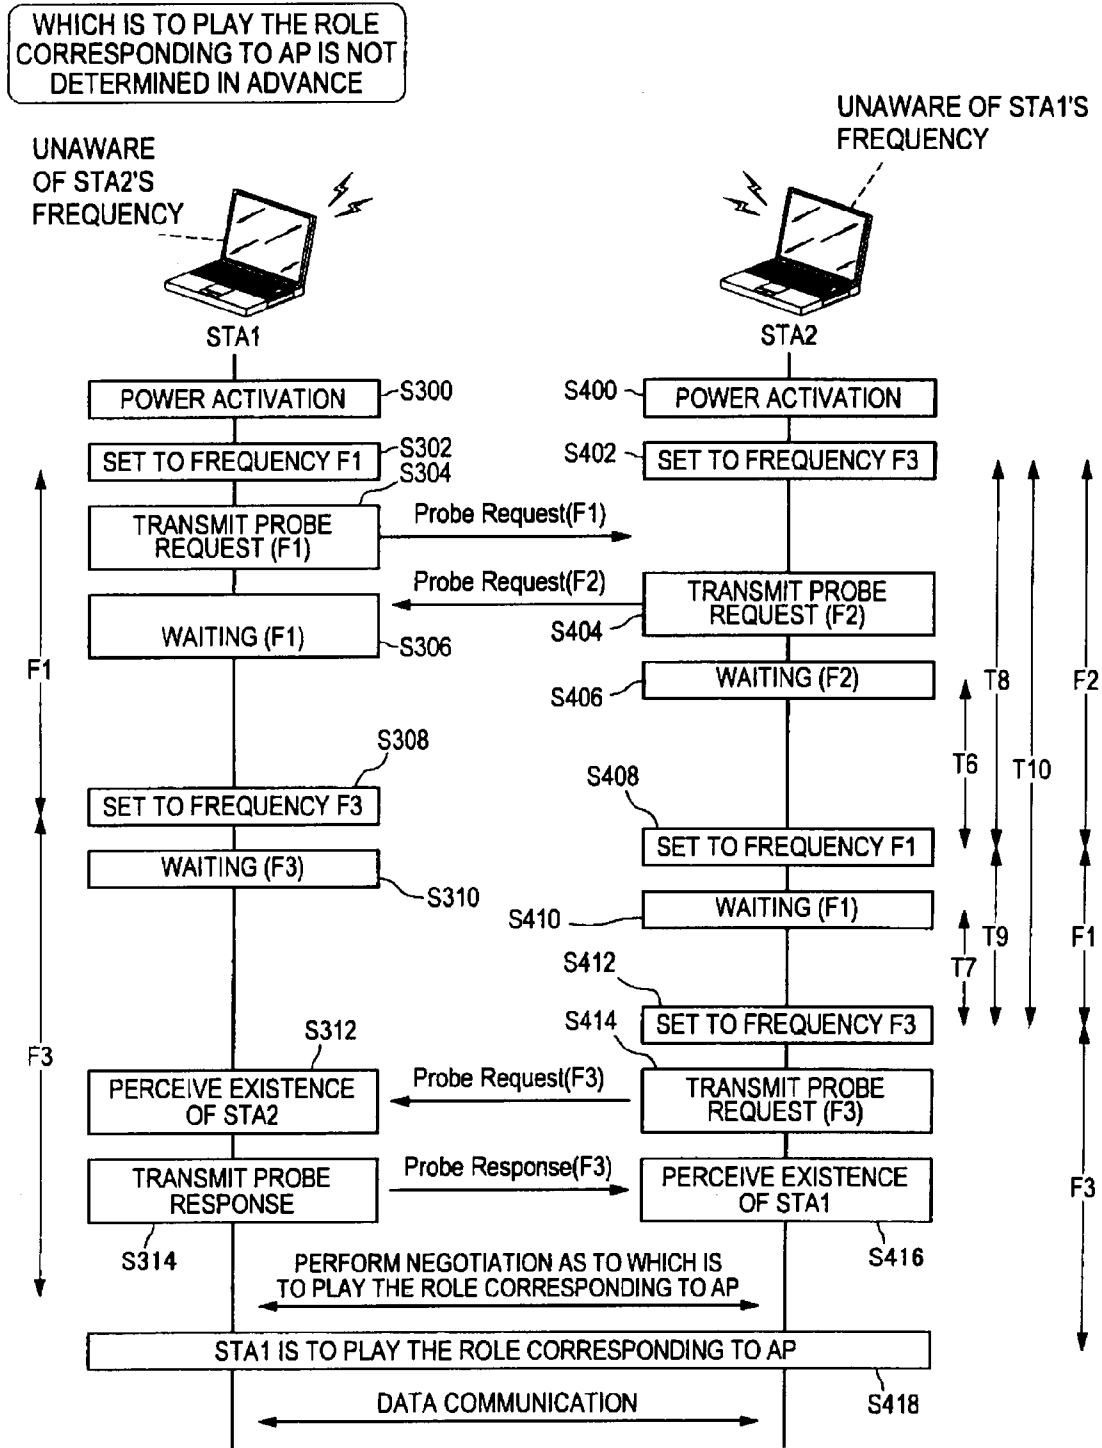 WHICH IS TO PLAY THE ROLE
CORRESPONDING TO AP IS NOT
DETERMINED IN ADVANCE
UNAWARE OF STA1'S
FREQUENCY
UNAWARE
OF STA2'S
FREQUENCY
STA1
STA2
POWER ACTIVATION
S300
S400
POWER ACTIVATION
SET TO FREQUENCY F1
S302
S402
SET TO FREQUENCY F3
S304
TRANSMIT PROBE
REQUEST (F1)
Probe Request(F1)
Probe Request(F2)
TRANSMIT PROBE
REQUEST (F2)
S404
WAITING (F1)
S306
WAITING (F2)
S406
F1
T8
F2
T6
T10
S308
SET TO FREQUENCY F3
S408
SET TO FREQUENCY F1
WAITING (F3)
S310
WAITING (F1)
S410
T9
F1
T7
S412
SET TO FREQUENCY F3
S414
F3
S312
PERCEIVE EXISTENCE
OF STA2
Probe Request(F3)
TRANSMIT PROBE
REQUEST (F3)
TRANSMIT PROBE
RESPONSE
Probe Response(F3)
PERCEIVE EXISTENCE
OF STA1
F3
S314
S416
PERFORM NEGOTIATION AS TO WHICH IS
TO PLAY THE ROLE CORRESPONDING TO AP
STA1 IS TO PLAY THE ROLE CORRESPONDING TO AP
S418
DATA COMMUNICATION